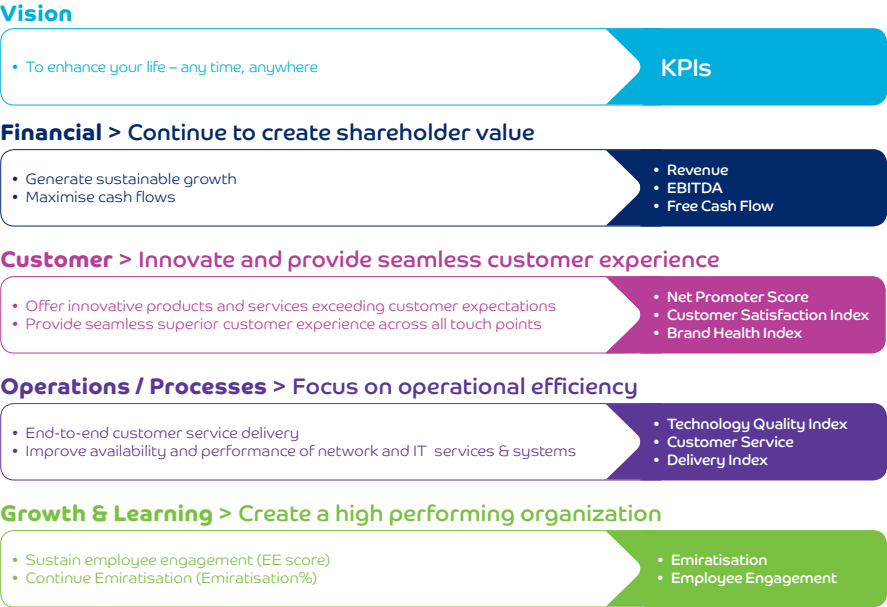 Vision
• To enhance your life – any time, anywhere
KPIs
Financial > Continue to create shareholder value
• Generate sustainable growth
• Maximise cash flows
• Revenue
• EBITDA
• Free Cash Flow
Customer > Innovate and provide seamless customer experience
• Offer innovative products and services exceeding customer expectations
• Provide seamless superior customer experience across all touch points
• Net Promoter Score
• Customer Satisfaction Index
• Brand Health Index
Operations / Processes > Focus on operational efficiency
• End-to-end customer service delivery
• Improve availability and performance of network and IT services & systems
• Technology Quality Index
• Customer Service
• Delivery Index
Growth & Learning > Create a high performing organization
• Sustain employee engagement (EE score)
• Continue Emiratisation (Emiratisation%)
• Emiratisation
• Employee Engagement